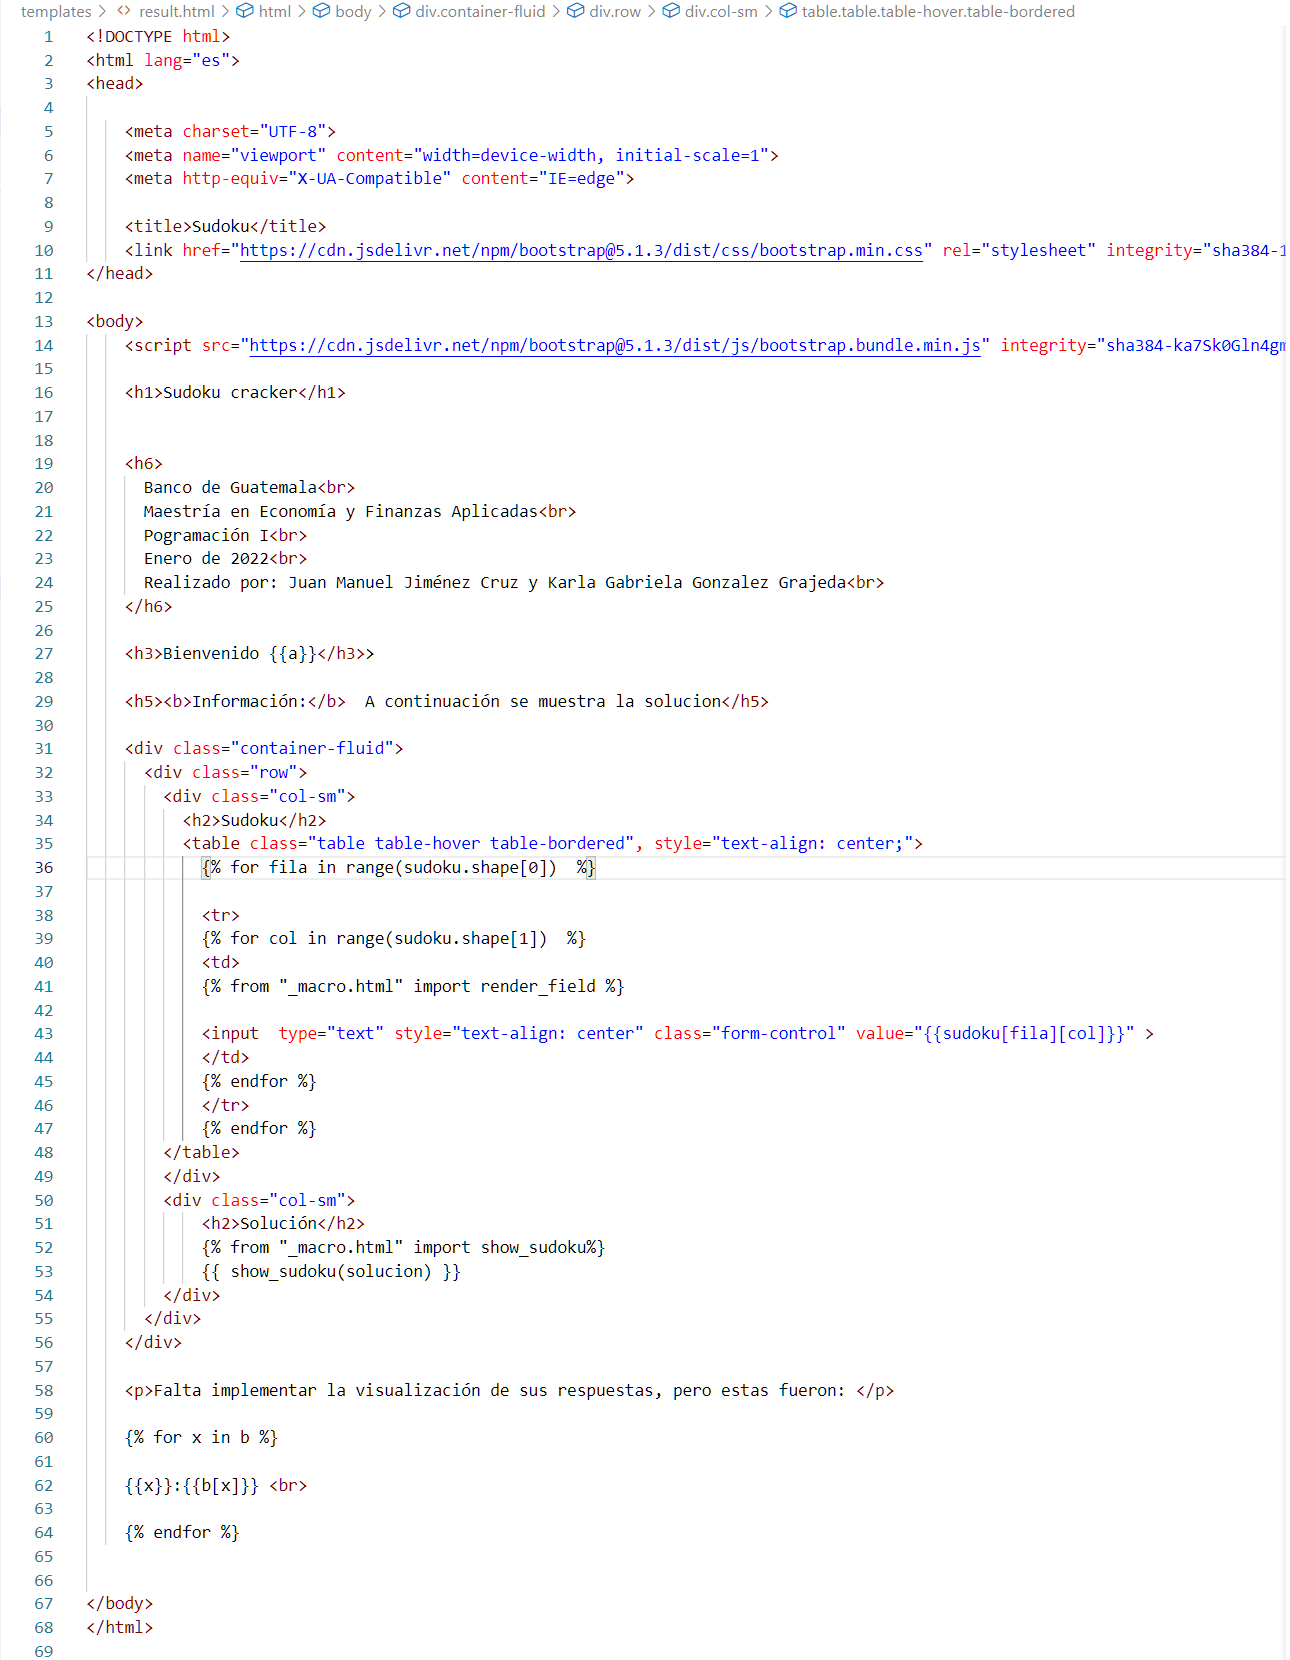 templates > <> result.html > html > body > div.container-fluid > div.row > div.col-sm > table.table.table-hover.table-bordered
1 <!DOCTYPE html>
2 <html lang="es">
3 <head>
4
5 <meta charset="UTF-8">
6 <meta name="viewport" content="width=device-width, initial-scale=1">
7 <meta http-equiv="X-UA-Compatible" content="IE=edge">
8
9 <title>Sudoku</title>
10 <link href="https://cdn.jsdelivr.net/npm/bootstrap@5.1.3/dist/css/bootstrap.min.css" rel="stylesheet" integrity="sha384-1
11 </head>
12
13 <body>
14 <script src="https://cdn.jsdelivr.net/npm/bootstrap@5.1.3/dist/js/bootstrap.bundle.min.js" integrity="sha384-ka7Sk0Gln4gm
15
16 <h1>Sudoku cracker</h1>
17
18
19 <h6>
20 Banco de Guatemala<br>
21 Maestría en Economía y Finanzas Aplicadas<br>
22 Pogramación I<br>
23 Enero de 2022<br>
24 Realizado por: Juan Manuel Jiménez Cruz y Karla Gabriela Gonzalez Grajeda<br>
25 </h6>
26
27 <h3>Bienvenido {{a}}</h3>>
28
29 <h5><b>Información:</b>  A continuación se muestra la solucion</h5>
30
31 <div class="container-fluid">
32 <div class="row">
33 <div class="col-sm">
34 <h2>Sudoku</h2>
35 <table class="table table-hover table-bordered", style="text-align: center;">
36 {% for fila in range(sudoku.shape[0])  %}
37
38 <tr>
39 {% for col in range(sudoku.shape[1])  %}
40 <td>
41 {% from "_macro.html" import render_field %}
42
43 <input  type="text" style="text-align: center" class="form-control" value="{{sudoku[fila][col]}}" >
44 </td>
45 {% endfor %}
46 </tr>
47 {% endfor %}
48 </table>
49 </div>
50 <div class="col-sm">
51 <h2>Solución</h2>
52 {% from "_macro.html" import show_sudoku%}
53 {{ show_sudoku(solucion) }}
54 </div>
55 </div>
56 </div>
57
58 <p>Falta implementar la visualización de sus respuestas, pero estas fueron: </p>
59
60 {% for x in b %}
61
62 {{x}}:{{b[x]}} <br>
63
64 {% endfor %}
65
66
67 </body>
68 </html>
69